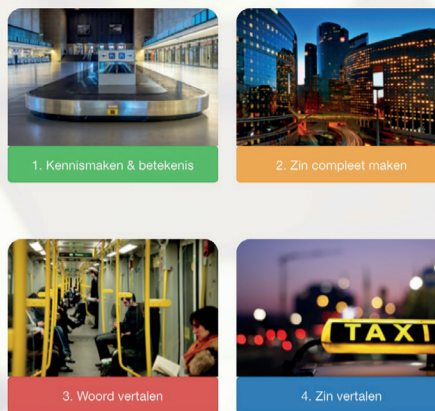 1. Kennismaken & betekenis
2. Zin compleet maken
3. Woord vertalen
TAXI
4. Zin vertalen